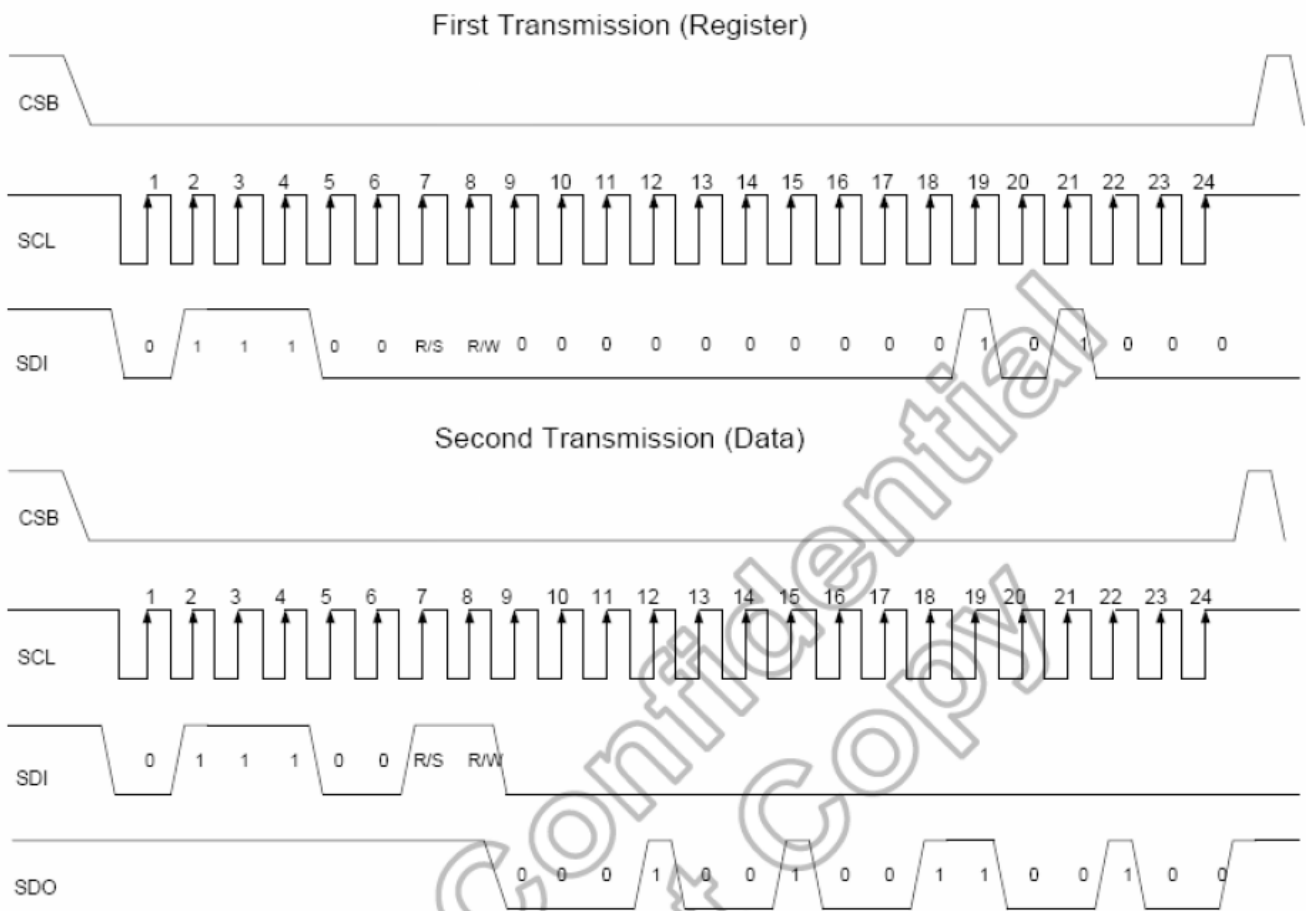 First Transmission (Register)
CSB
1 2 3 4 5 6 7 8 9 10 11 12 13 14 15 16 17 18 19 20 21 22 23 24
SCL
0 1 1 1 0 0 R/S R/W 0 0 0 0 0 0 0 0 0 0 1 0 1 0 0 0
SDI
Second Transmission (Data)
CSB
1 2 3 4 5 6 7 8 9 10 11 12 13 14 15 16 17 18 19 20 21 22 23 24
SCL
0 1 1 1 0 0 R/S R/W
SDI
0 0 0 1 0 0 1 0 0 1 1 0 0 1 0 0
SDO
Confidential
Copy